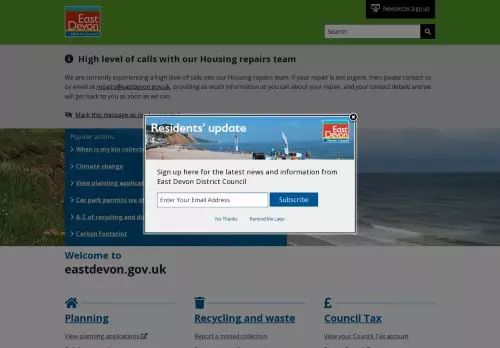 East
Devon
District Council
Newsletter Sign up
Search
High level of calls with our Housing repairs team
We are currently experiencing a high level of calls into our Housing repairs team. If your repair is not urgent, then please contact us
by email at repairs@eastdevon.gov.uk, providing as much information as you can about your repair, and your contact details and we
will get back to you as soon as we can.
Mark this message as
Popular actions
When is my bin collec
Climate change
View planning applica
Car park permits we o
A-Z of recycling and di
Carbon Footprint
Residents' update
East
Devon
District Council
Sign up here for the latest news and information from
East Devon District Council
Enter Your Email Address
Subscribe
No Thanks
Remind Me Later
Welcome to
eastdevon.gov.uk
Planning
Recycling and waste
Council Tax
View planning applications
Report a missed collection
View your Council Tax account